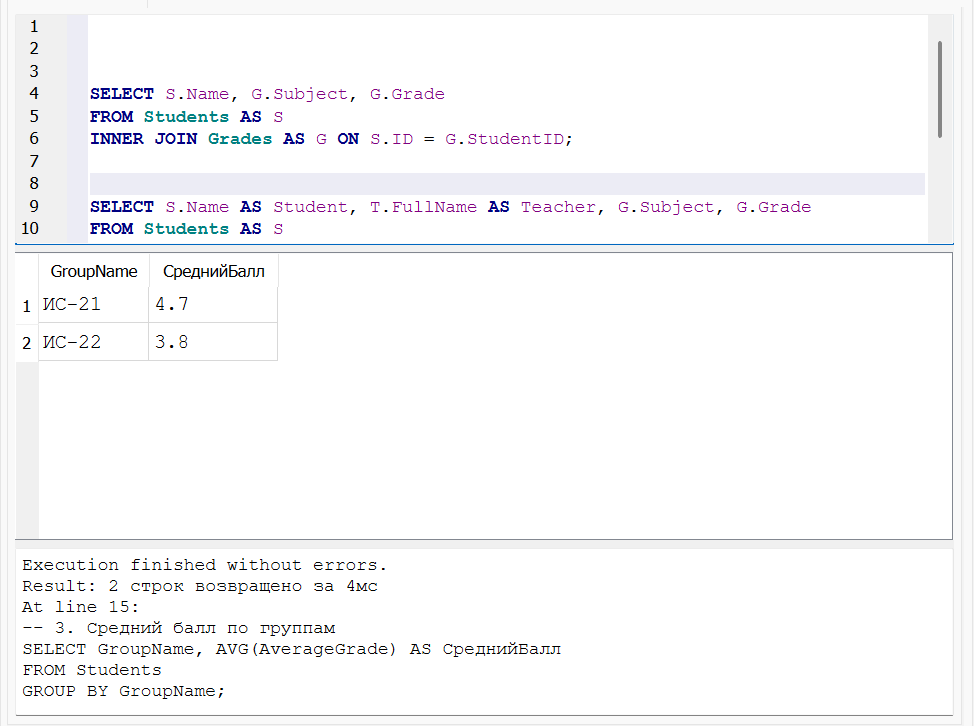 1
2
3
4 SELECT S.Name, G.Subject, G.Grade
5 FROM Students AS S
6 INNER JOIN Grades AS G ON S.ID = G.StudentID;
7
8
9 SELECT S.Name AS Student, T.FullName AS Teacher, G.Subject, G.Grade
10 FROM Students AS S
GroupName СреднийБалл
1 ИС-21 4.7
2 ИС-22 3.8
Execution finished without errors.
Result: 2 строк возвращено за 4мс
At line 15:
-- 3. Средний балл по группам
SELECT GroupName, AVG(AverageGrade) AS СреднийБалл
FROM Students
GROUP BY GroupName;